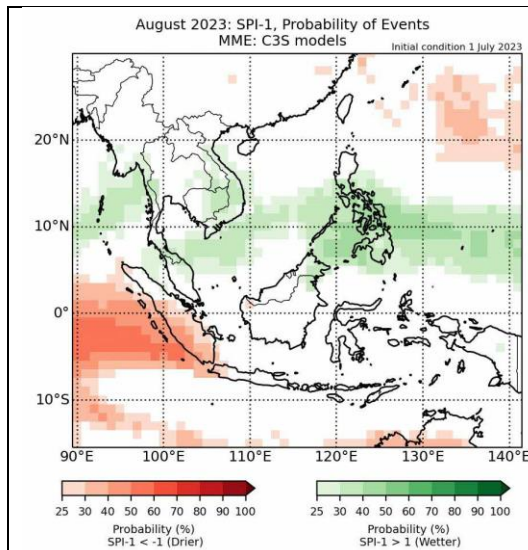 August 2023: SPI-1, Probability of Events
MME: C3S models
Initial condition 1 July 2023
20°N
10°N
0°
10°S
90°E 100°E 110°E 120°E 130°E 140°E
25 30 40 50 60 70 80 90 100
Probability (%)
SPI-1 < -1 (Drier)
25 30 40 50 60 70 80 90 100
Probability (%)
SPI-1 > 1 (Wetter)